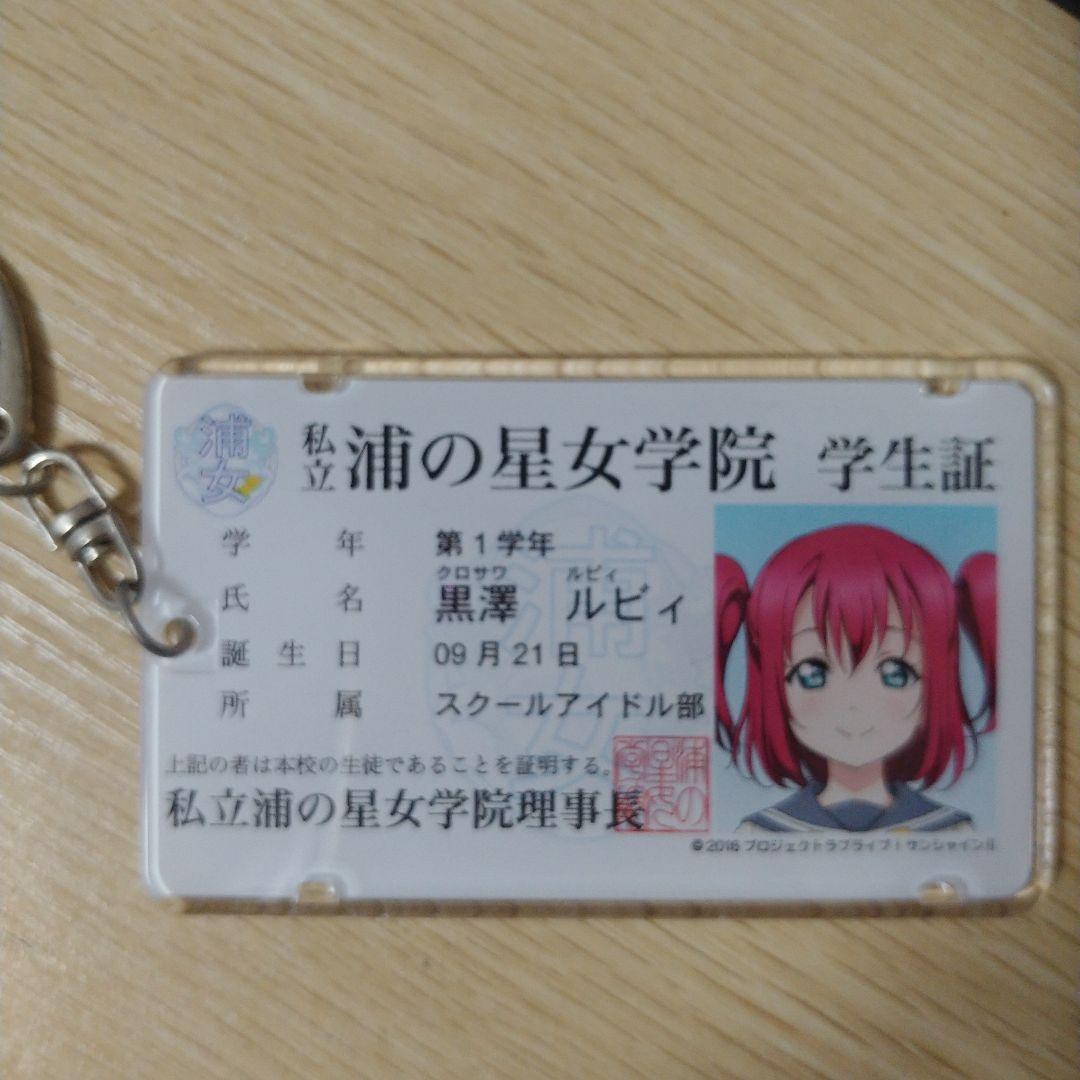 浦女
私立 浦の星女学院 学生証
学年 第1学年
クロサワ ルビィ
氏名 黒澤 ルビィ
誕生日 09月21日
所属 スクールアイドル部
上記の者は本校の生徒であることを証明する。
私立浦の星女学院理事長
©2016 プロジェクトラブライブ!サンシャイン!!